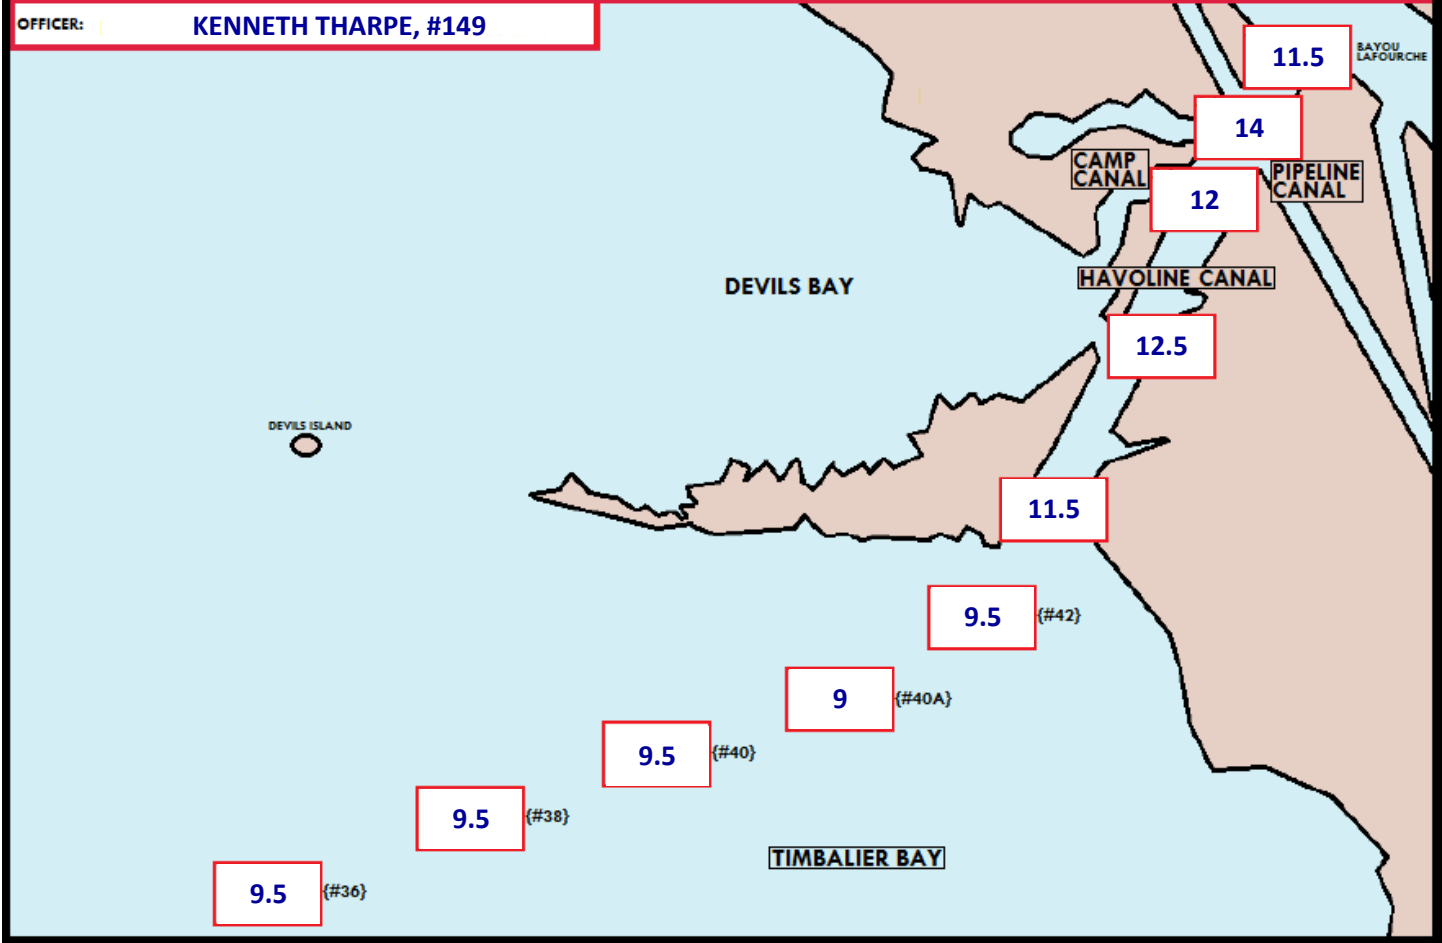 OFFICER: KENNETH THARPE, #149
11.5 BAYOU
LAFOURCHE
14
CAMP
CANAL
PIPELINE
CANAL
12
HAVOLINE CANAL
DEVILS BAY
12.5
DEVILS ISLAND
11.5
9.5 {#42}
9 {#40A}
9.5 {#40}
9.5 {#38}
TIMBALIER BAY
9.5 {#36}